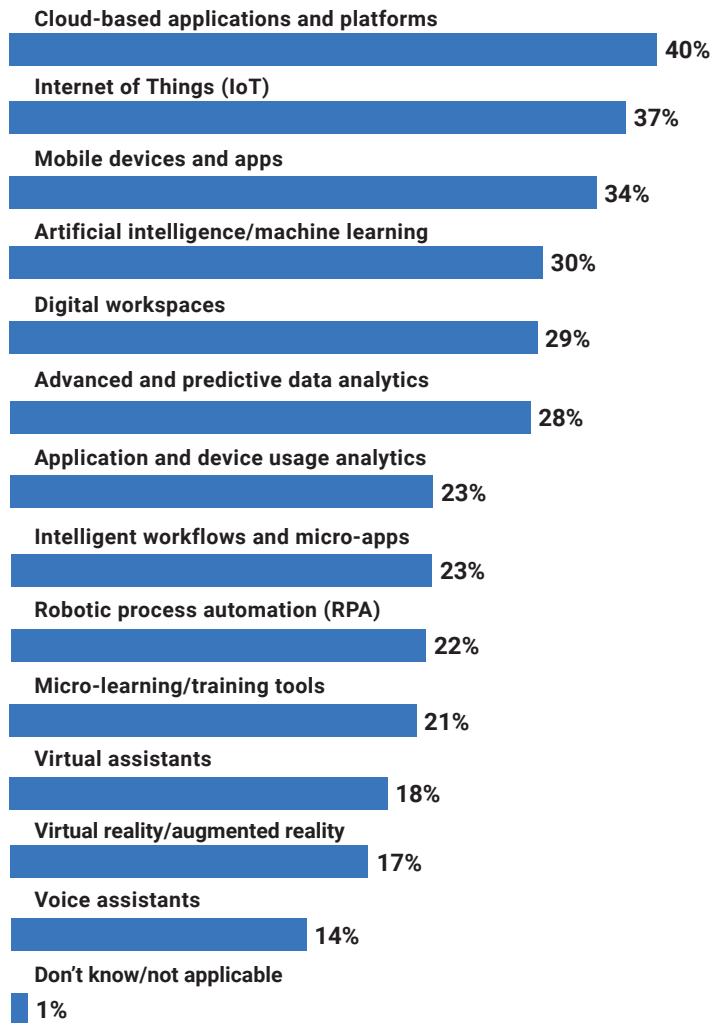 Cloud-based applications and platforms
40%
Internet of Things (IoT)
37%
Mobile devices and apps
34%
Artificial intelligence/machine learning
30%
Digital workspaces
29%
Advanced and predictive data analytics
28%
Application and device usage analytics
23%
Intelligent workflows and micro-apps
23%
Robotic process automation (RPA)
22%
Micro-learning/training tools
21%
Virtual assistants
18%
Virtual reality/augmented reality
17%
Voice assistants
14%
Don’t know/not applicable
1%